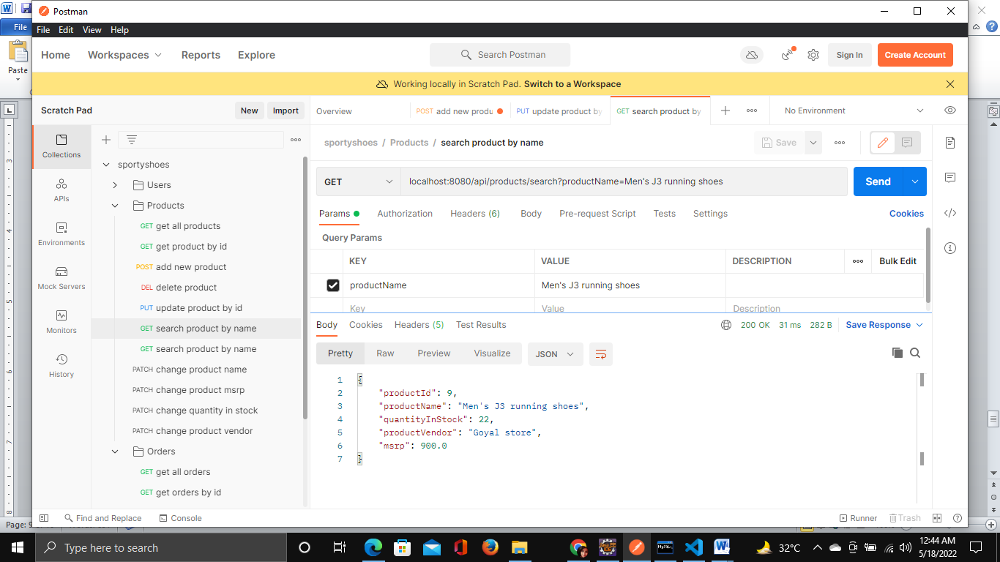 Postman
File
File Edit View Help
Paste
Home Workspaces Reports Explore
Search Postman
Sign In Create Account
Working locally in Scratch Pad. Switch to a Workspace
Scratch Pad New Import
Overview POST add new produ PUT update product by GET search product by No Environment
Collections
APIs
Environments
Mock Servers
Monitors
History
sportyshoes
Users
Products
GET get all products
GET get product by id
POST add new product
DEL delete product
PUT update product by id
GET search product by name
GET search product by name
PATCH change product name
PATCH change product msrp
PATCH change quantity in stock
PATCH change product vendor
Orders
GET get all orders
GET get orders by id
sportyshoes / Products / search product by name
Save
GET localhost:8080/api/products/search?productName=Men's J3 running shoes Send
Params Authorization Headers (6) Body Pre-request Script Tests Settings Cookies
Query Params
KEY VALUE DESCRIPTION Bulk Edit
productName Men's J3 running shoes
Key Value Description
Body Cookies Headers (5) Test Results 200 OK 31 ms 282 B Save Response
Pretty Raw Preview Visualize JSON
1 {
2 "productId": 9,
3 "productName": "Men's J3 running shoes",
4 "quantityInStock": 22,
5 "productVendor": "Goyal store",
6 "msrp": 900.0
7 }
Find and Replace Console Runner Trash
Page: 9
Type here to search
32°C
12:44 AM
5/18/2022